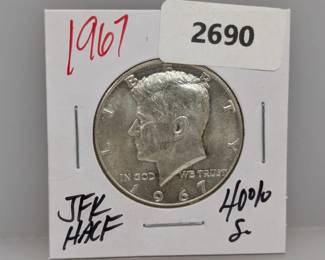 1967
2690
LIBERTY
IN GOD WE TRUST
1967
JFK
HALF
40%
S